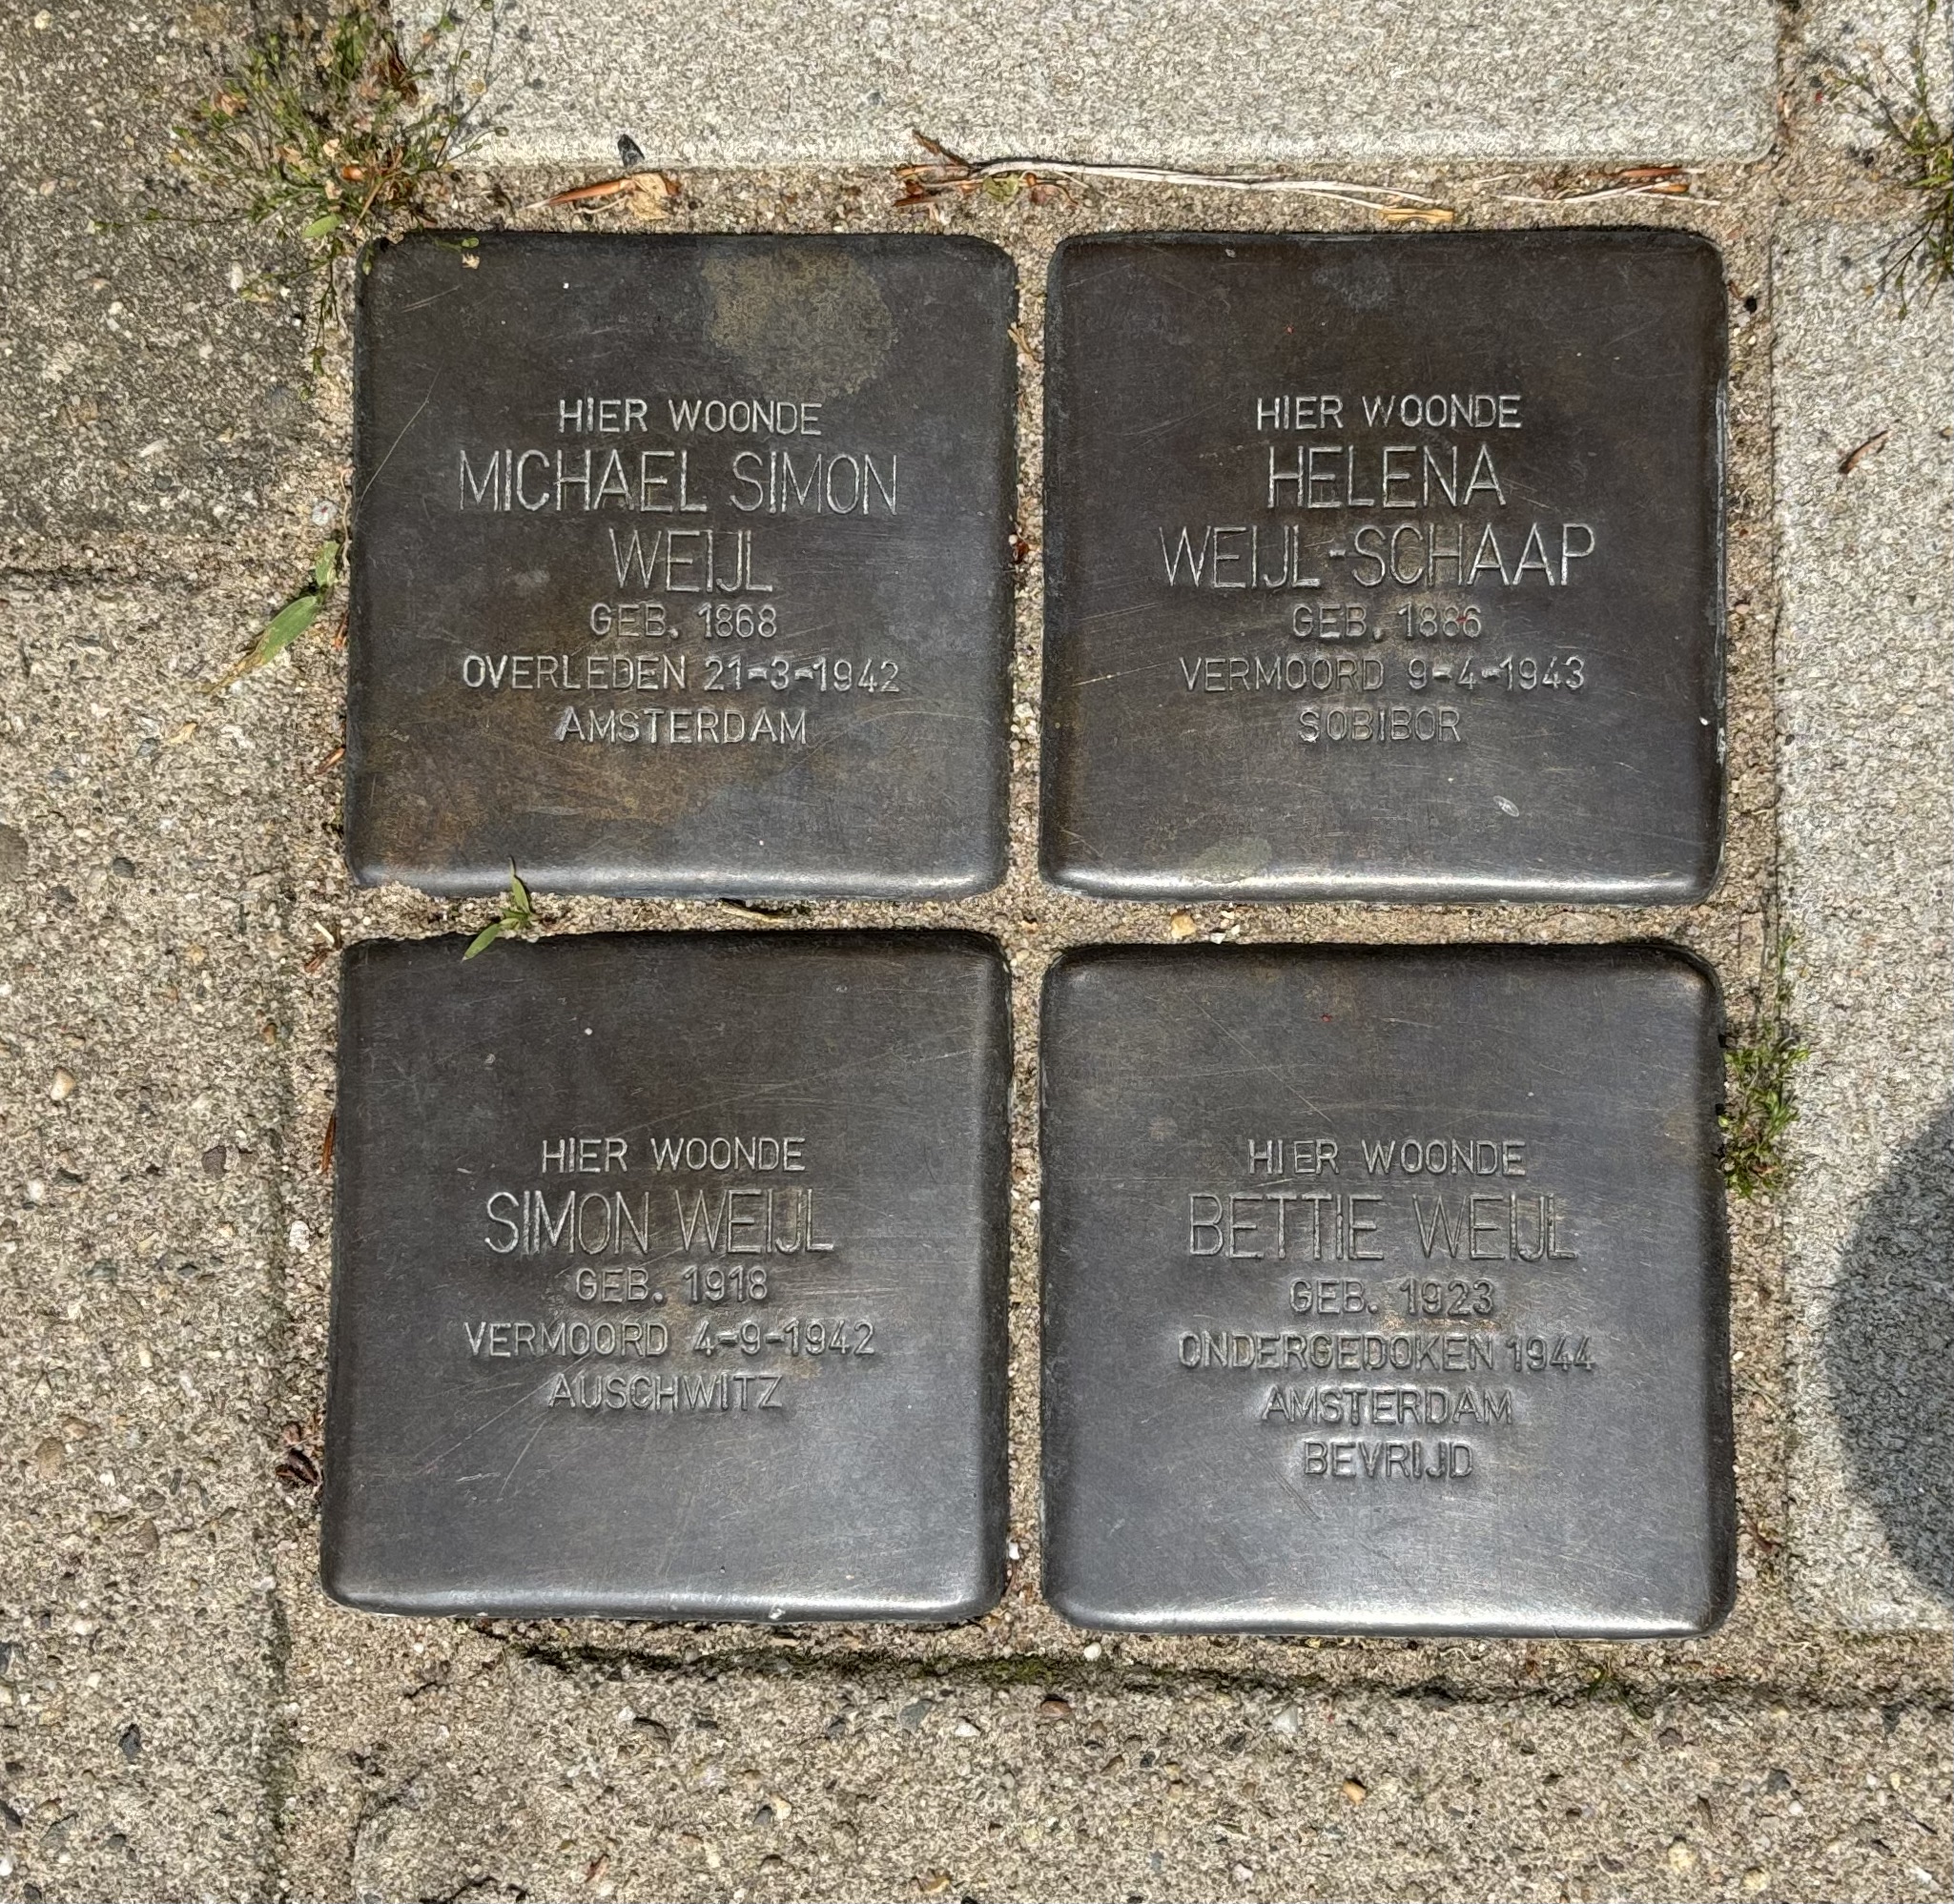 HIER WOONDE
MICHAEL SIMON
WEIJL
GEB. 1868
OVERLEDEN 21-3-1942
AMSTERDAM
HIER WOONDE
HELENA
WEIJL-SCHAAP
GEB. 1886
VERMOORD 9-4-1943
SOBIBOR
HIER WOONDE
SIMON WEIJL
GEB. 1918
VERMOORD 4-9-1942
AUSCHWITZ
HIER WOONDE
BETTIE WEIJL
GEB. 1923
ONDERGEDOKEN 1944
AMSTERDAM
BEVRIJD